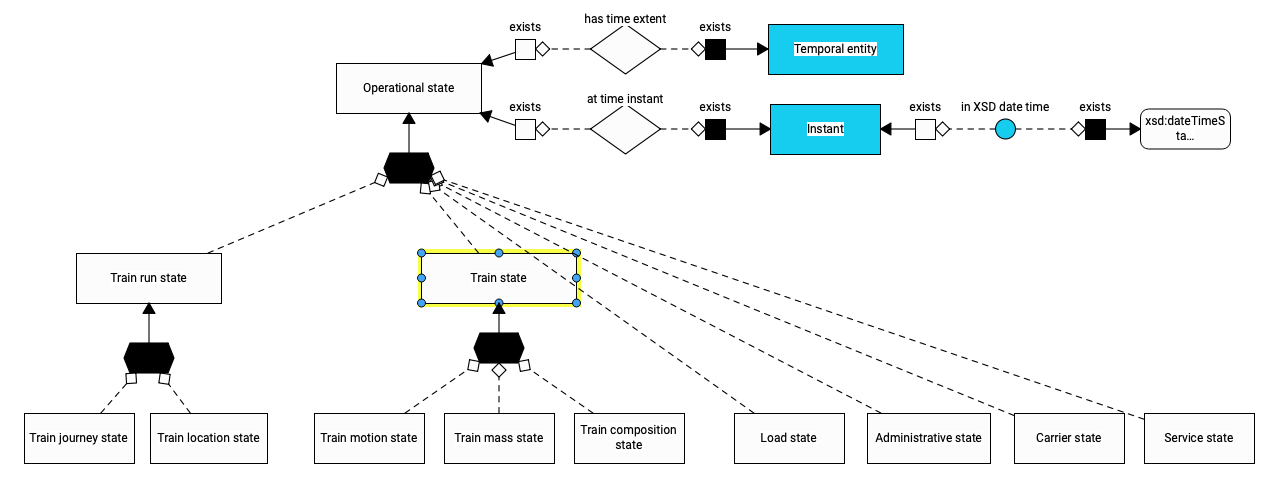 has time extent
exists
exists
Temporal entity
Operational state
at time instant
exists
exists
Instant
exists
in XSD date time
exists
xsd:dateTimeS
ta...
Train run state
Train state
Train journey state
Train location state
Train motion state
Train mass state
Train composition
state
Load state
Administrative state
Carrier state
Service state